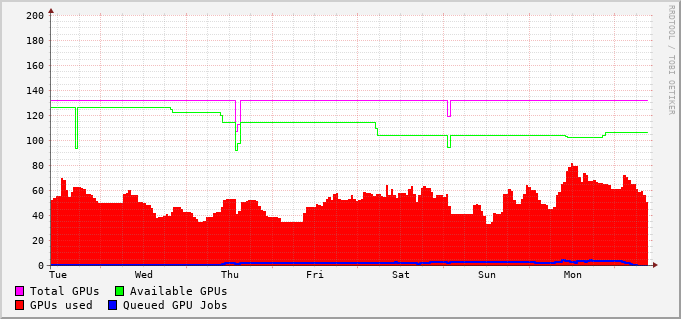 200
180
160
140
120
100
80
60
40
20
0
Tue Wed Thu Fri Sat Sun Mon
Total GPUs Available GPUs
GPUs used Queued GPU Jobs
RRDTOOL / TOBI OETIKER